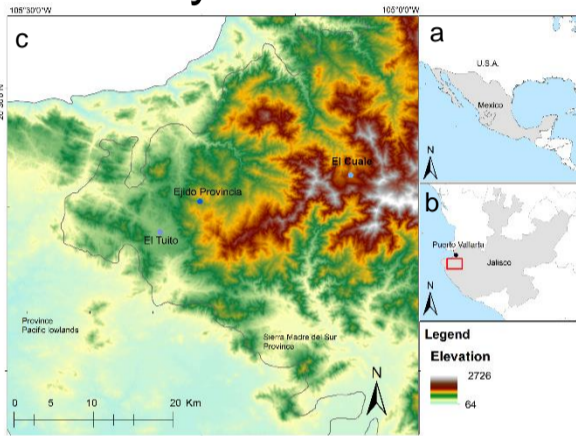 105°30'0"W
105°0'0"W
c
El Cuale
Ejido Provincia
El Tuito
Province
Pacific lowlands
Sierra Madre del Sur
Province
N
0 5 10 20 Km
a
U.S.A.
Mexico
N
b
Puerto Vallarta
Jalisco
N
Legend
Elevation
2726
64